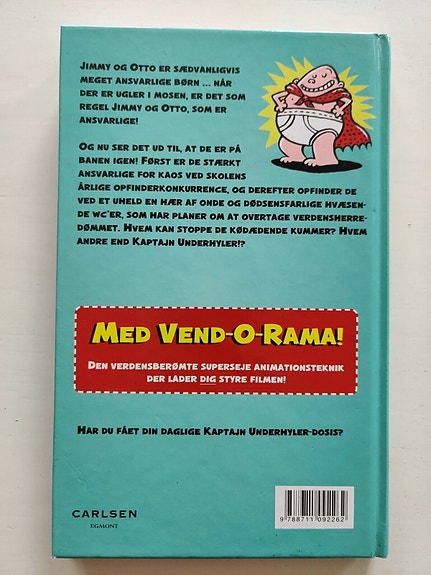 JIMMY OG OTTO ER SÆDVANLIGVIS
MEGET ANSVARLIGE BØRN ... NÅR
DER ER UGLER I MOSEN, ER DET SOM
REGEL JIMMY OG OTTO, SOM ER
ANSVARLIGE!
OG NU SER DET UD TIL, AT DE ER PÅ
BANEN IGEN! FØRST ER DE STÆRKT
ANSVARLIGE FOR KAOS VED SKOLENS
ÅRLIGE OPFINDERKONKURRENCE, OG DEREFTER OPFINDER DE
VED ET UHELD EN HÆR AF ONDE OG DØDSENSFARLIGE HVÆSEN-
DE WC'ER, SOM HAR PLANER OM AT OVERTAGE VERDENSHERRE-
DØMMET. HVEM KAN STOPPE DE KØDÆDENDE KUMMER? HVEM
ANDRE END KAPTAJN UNDERHYLER!?
MED VEND-O-RAMA!
DEN VERDENSBERØMTE SUPERSEJE ANIMATIONSTEKNIK
DER LADER DIG STYRE FILMEN!
HAR DU FÅET DIN DAGLIGE KAPTAJN UNDERHYLER-DOSIS?
CARLSEN
EGMONT
9 788711 092262